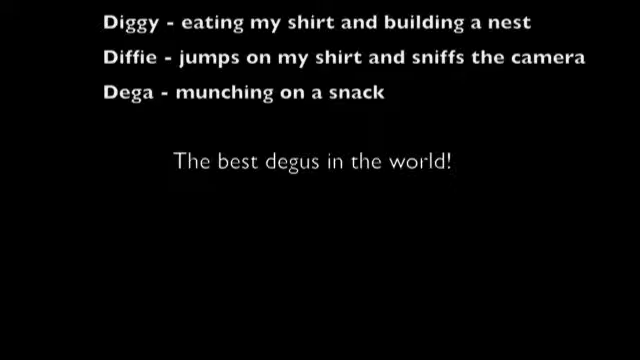 Diggy - eating my shirt and building a nest
Diffie - jumps on my shirt and sniffs the camera
Dega - munching on a snack
The best degus in the world!